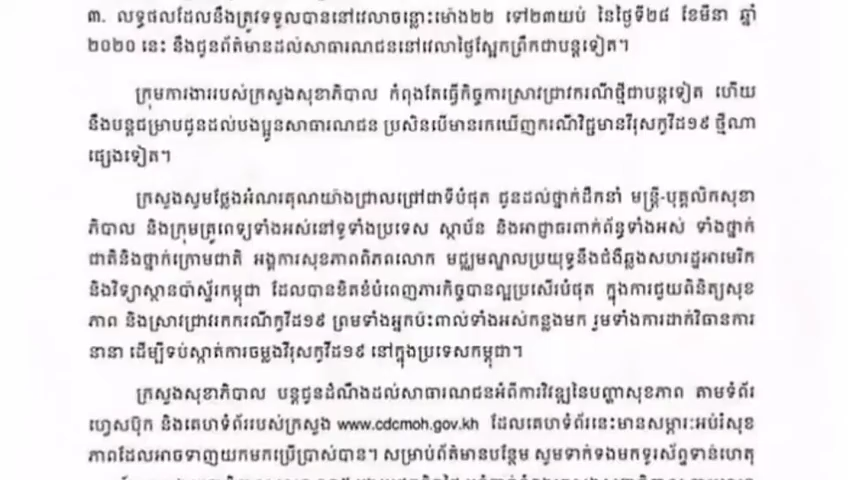 ៣. លទ្ធផលដែលនឹងត្រូវទទួលបាននៅវេលាចន្លោះម៉ោង២២ ទៅ២៣យប់ នៃថ្ងៃទី២៨ ខែមីនា ឆ្នាំ
២០២០ នេះ នឹងជូនព័ត៌មានដល់សាធារណជននៅវេលាថ្ងៃស្អែកព្រឹកជាបន្តទៀត។
ក្រុមការងាររបស់ក្រសួងសុខាភិបាល កំពុងតែធ្វើកិច្ចការស្រាវជ្រាវករណីថ្មីជាបន្តទៀត ហើយ
នឹងបន្តជម្រាបជូនដល់បងប្អូនសាធារណជន ប្រសិនបើមានរកឃើញករណីវិជ្ជមានវីរុសកូវីដ១៩ ថ្មីណា
ផ្សេងទៀត។
ក្រសួងសូមថ្លែងអំណរគុណយ៉ាងជ្រាលជ្រៅជាទីបំផុត ជូនដល់ថ្នាក់ដឹកនាំ មន្ត្រី-បុគ្គលិកសុខា
ភិបាល និងក្រុមគ្រូពេទ្យទាំងអស់នៅទូទាំងប្រទេស ស្ថាប័ន និងអាជ្ញាធរពាក់ព័ន្ធទាំងអស់ ទាំងថ្នាក់
ជាតិនិងថ្នាក់ក្រោមជាតិ អង្គការសុខភាពពិភពលោក មជ្ឈមណ្ឌលប្រយុទ្ធនឹងជំងឺឆ្លងសហរដ្ឋអាមេរិក
និងវិទ្យាស្ថានប៉ាស្ទ័រកម្ពុជា ដែលបានខិតខំបំពេញភារកិច្ចបានល្អប្រសើរបំផុត ក្នុងការជួយពិនិត្យសុខ
ភាព និងស្រាវជ្រាវរកករណីកូវីដ១៩ ព្រមទាំងអ្នកប៉ះពាល់ទាំងអស់កន្លងមក រួមទាំងការដាក់វិធានការ
នានា ដើម្បីទប់ស្កាត់ការចម្លងវីរុសកូវីដ១៩ នៅក្នុងប្រទេសកម្ពុជា។
ក្រសួងសុខាភិបាល បន្តជូនដំណឹងដល់សាធារណជនអំពីការវិវឌ្ឍនៃបញ្ហាសុខភាព តាមទំព័រ
ហ្វេសប៊ុក និងគេហទំព័ររបស់ក្រសួង www.cdcmoh.gov.kh ដែលគេហទំព័រនេះមានសម្ភារៈអប់រំសុខ
ភាពដែលអាចទាញយកមកប្រើប្រាស់បាន។ សម្រាប់ព័ត៌មានបន្ថែម សូមទាក់ទងមកទូរស័ព្ទទាន់ហេតុ